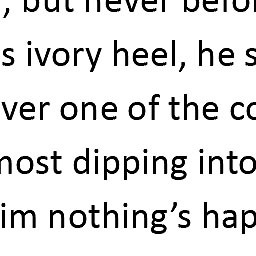 , but never befor
s ivory heel, he s
ver one of the co
most dipping into
im nothing’s hap